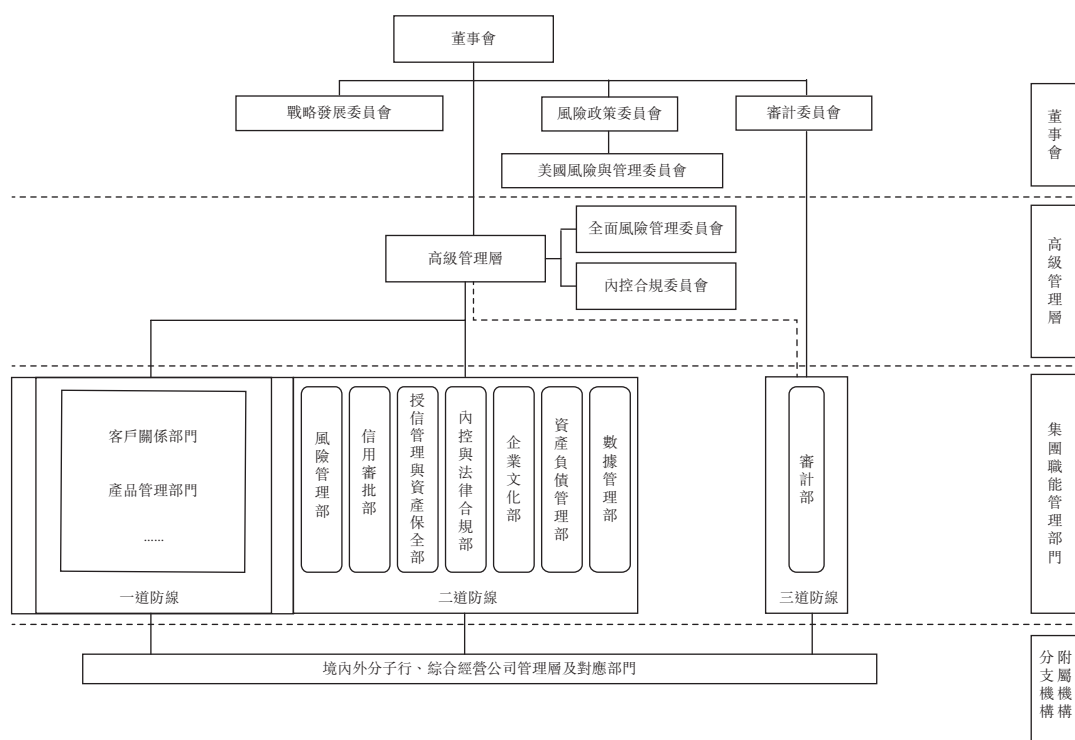 董事會
戰略發展委員會
風險政策委員會
審計委員會
美國風險與管理委員會
董事會
高級管理層
全面風險管理委員會
內控合規委員會
高級管理層
客戶關係部門
產品管理部門
......
一道防線
風險管理部
信用審批部
授信管理與資產保全部
內控與法律合規部
企業文化部
資產負債管理部
數據管理部
二道防線
審計部
三道防線
集團職能管理部門
境內外分子行、綜合經營公司管理層及對應部門
附屬機構
分支機構